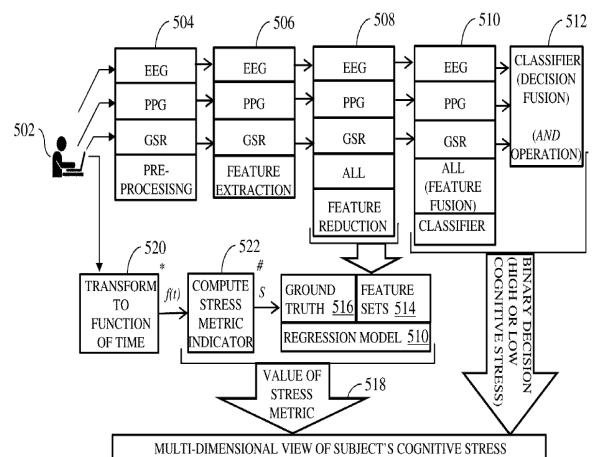 504
506
508
510
512
502
EEG
PPG
GSR
PRE-
PROCESISNG
EEG
PPG
GSR
FEATURE
EXTRACTION
EEG
PPG
GSR
ALL
FEATURE
REDUCTION
EEG
PPG
GSR
ALL
(FEATURE
FUSION)
CLASSIFIER
CLASSIFIER
(DECISION
FUSION)
(AND
OPERATION)
520
*
TRANSFORM
TO
FUNCTION
OF TIME
f(t)
522
#
COMPUTE
STRESS
METRIC
INDICATOR
S
GROUND
TRUTH 516
FEATURE
SETS 514
REGRESSION MODEL 510
VALUE OF
STRESS
METRIC
518
BINARY DECISION
(HIGH OR LOW
COGNITIVE STRESS)
MULTI-DIMENSIONAL VIEW OF SUBJECT'S COGNITIVE STRESS